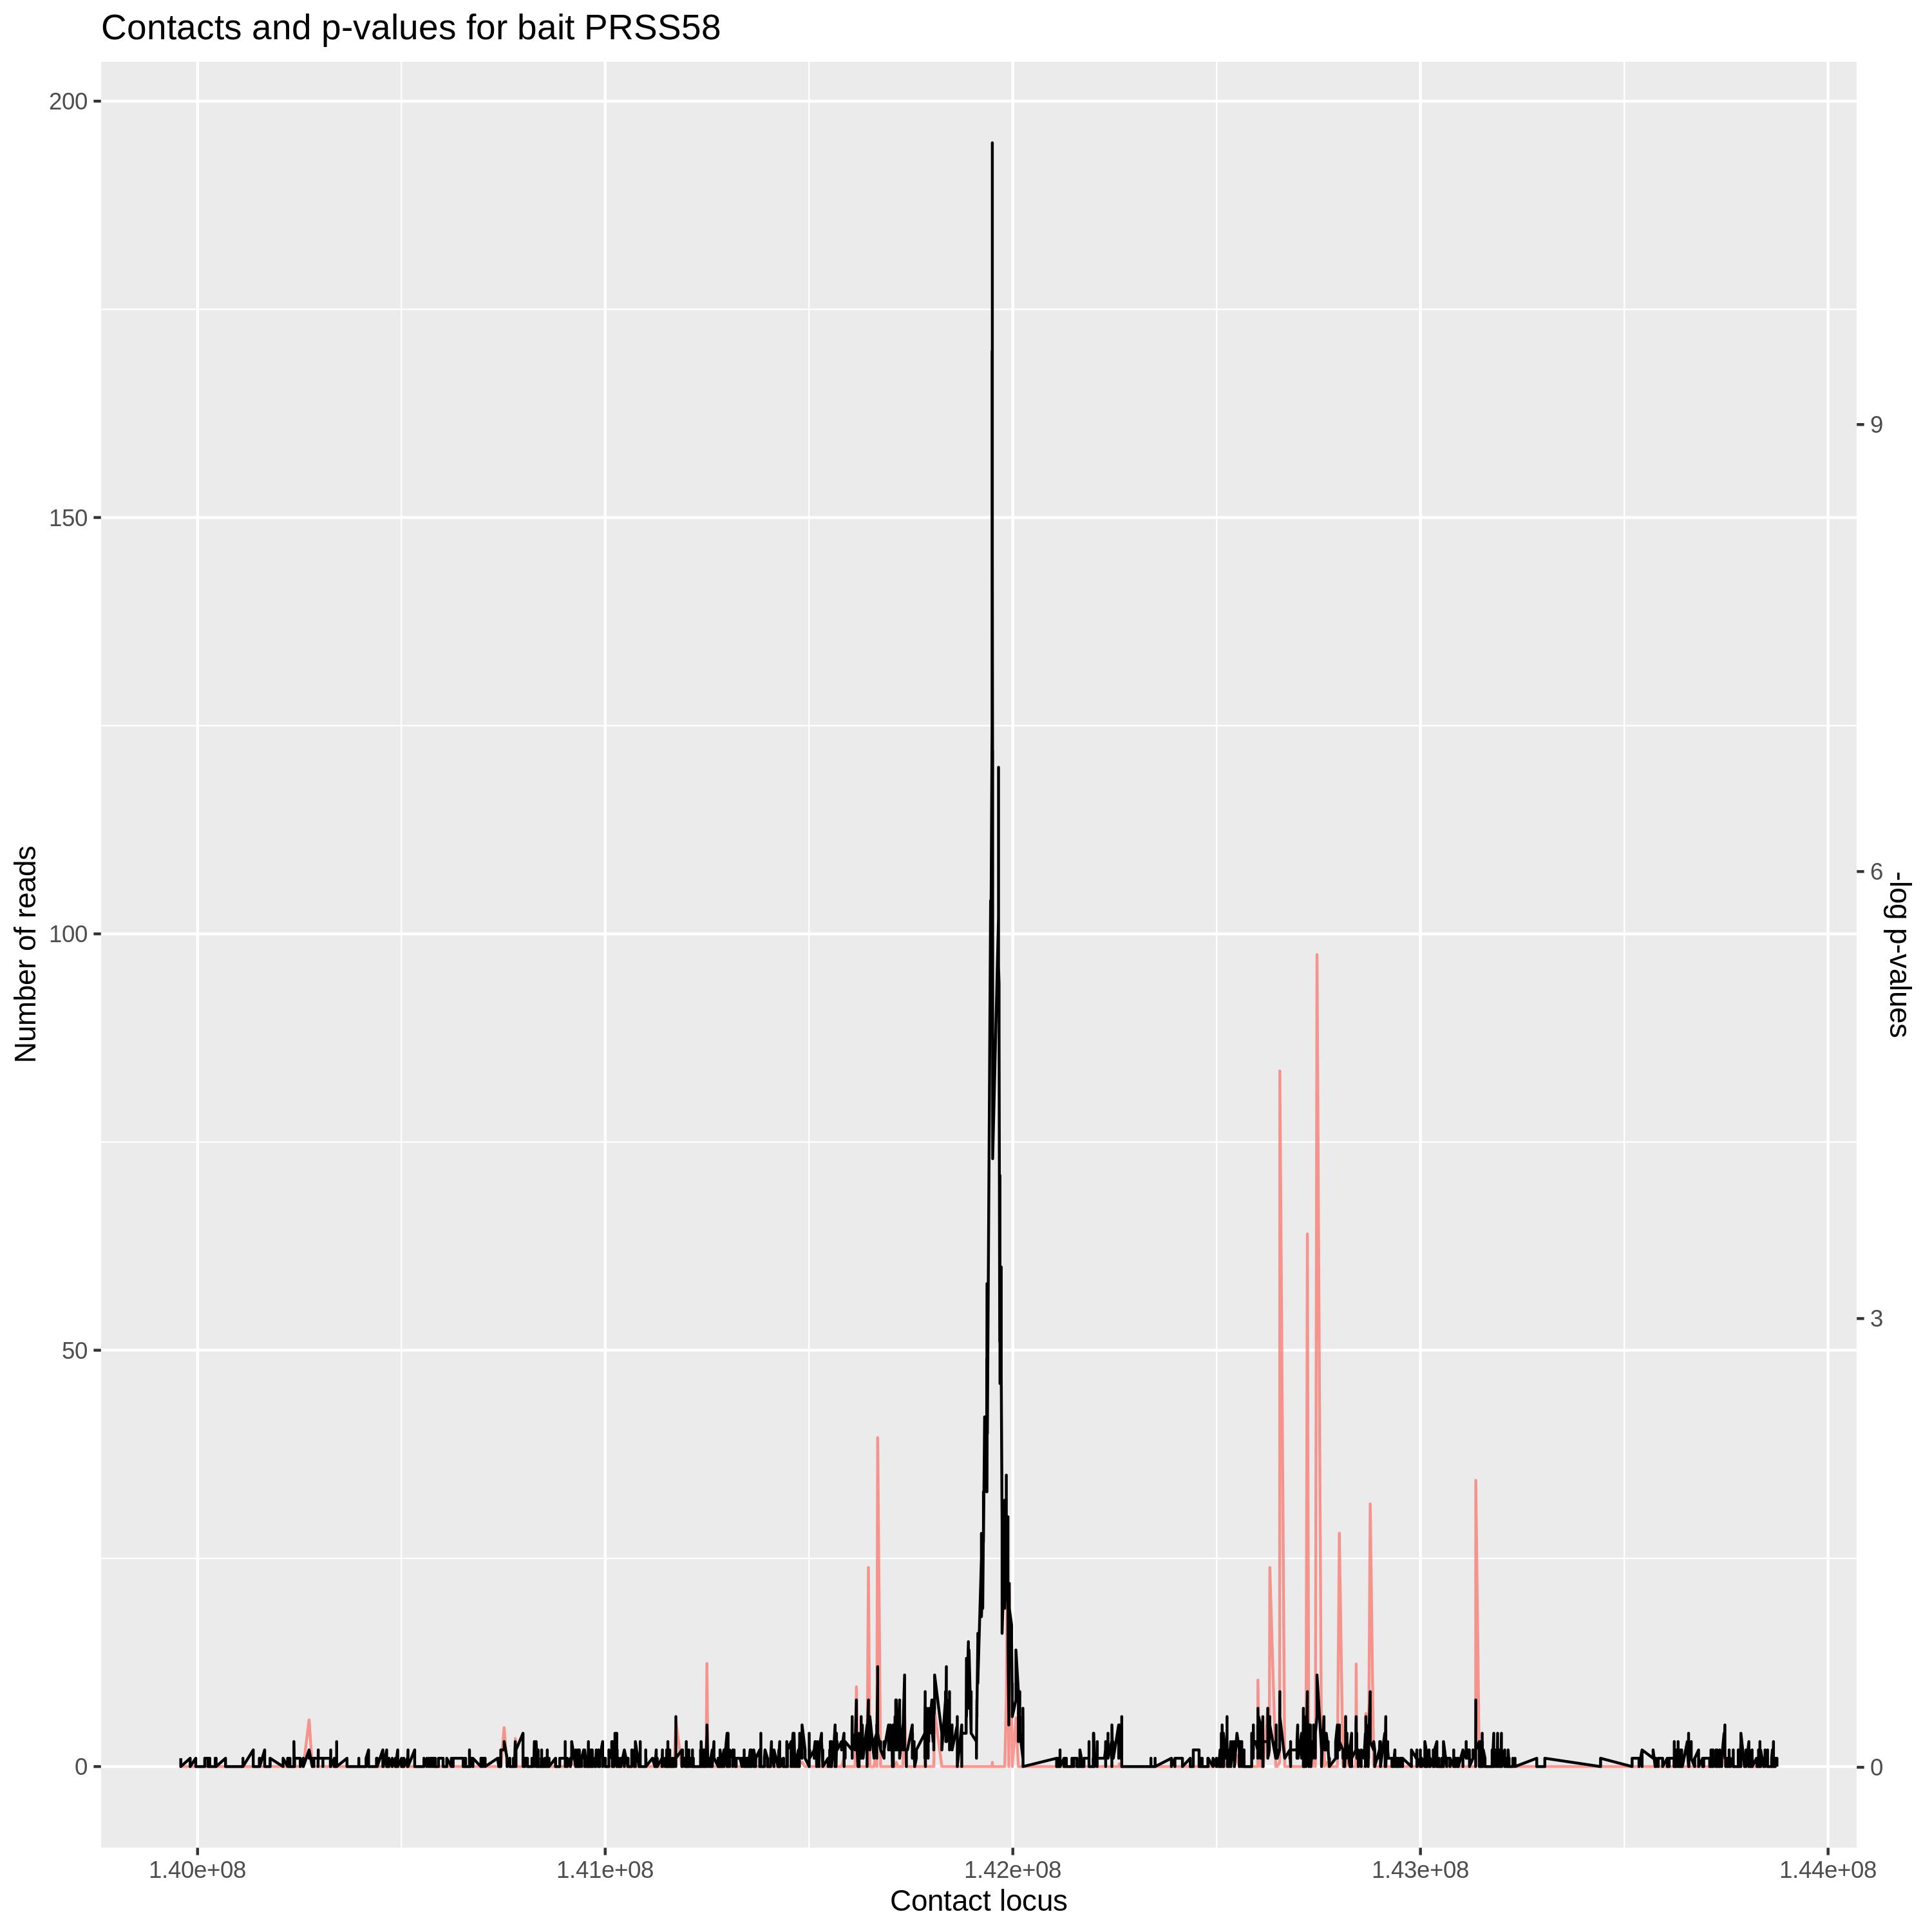 Contacts and p-values for bait PRSS58
200
150
100
50
0
Number of reads
9
6
3
0
-log p-values
1.40e+08
1.41e+08
1.42e+08
1.43e+08
1.44e+08
Contact locus